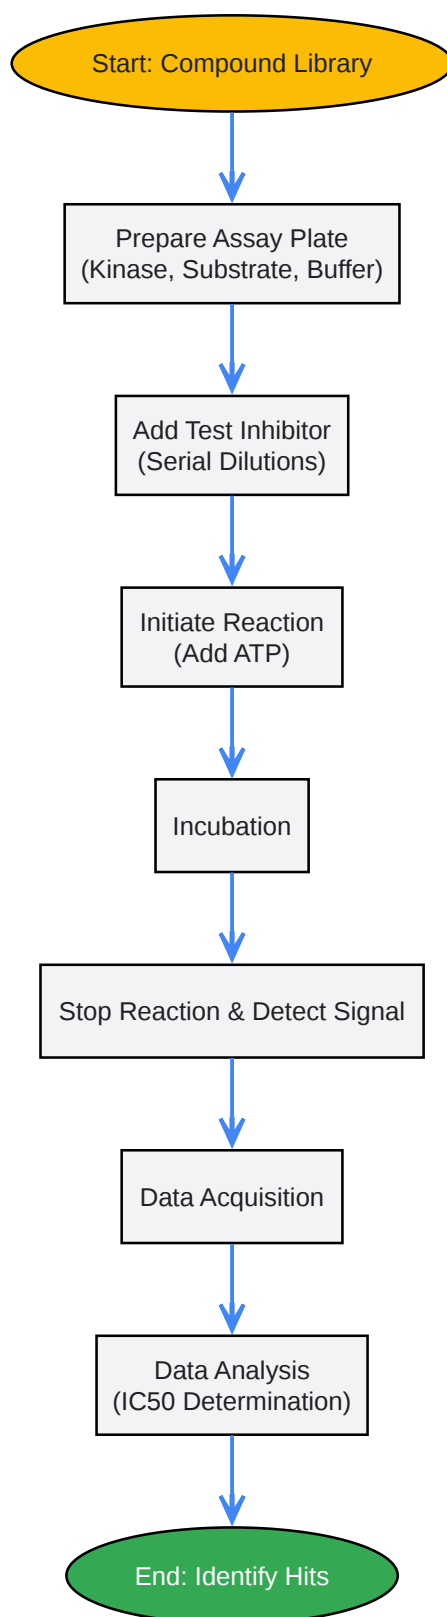 Start: Compound Library
Prepare Assay Plate
(Kinase, Substrate, Buffer)
Add Test Inhibitor
(Serial Dilutions)
Initiate Reaction
(Add ATP)
Incubation
Stop Reaction & Detect Signal
Data Acquisition
Data Analysis
(IC50 Determination)
End: Identify Hits